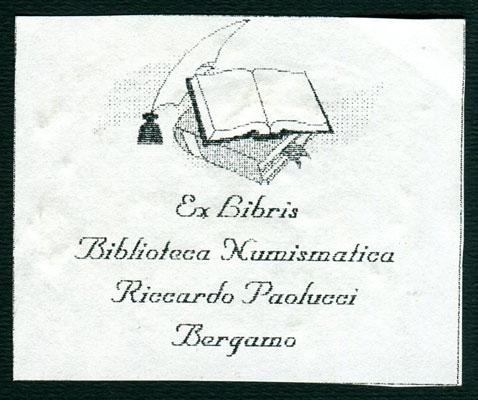 Ex Libris
Biblioteca Numismatica
Riccardo Paolucci
Bergamo